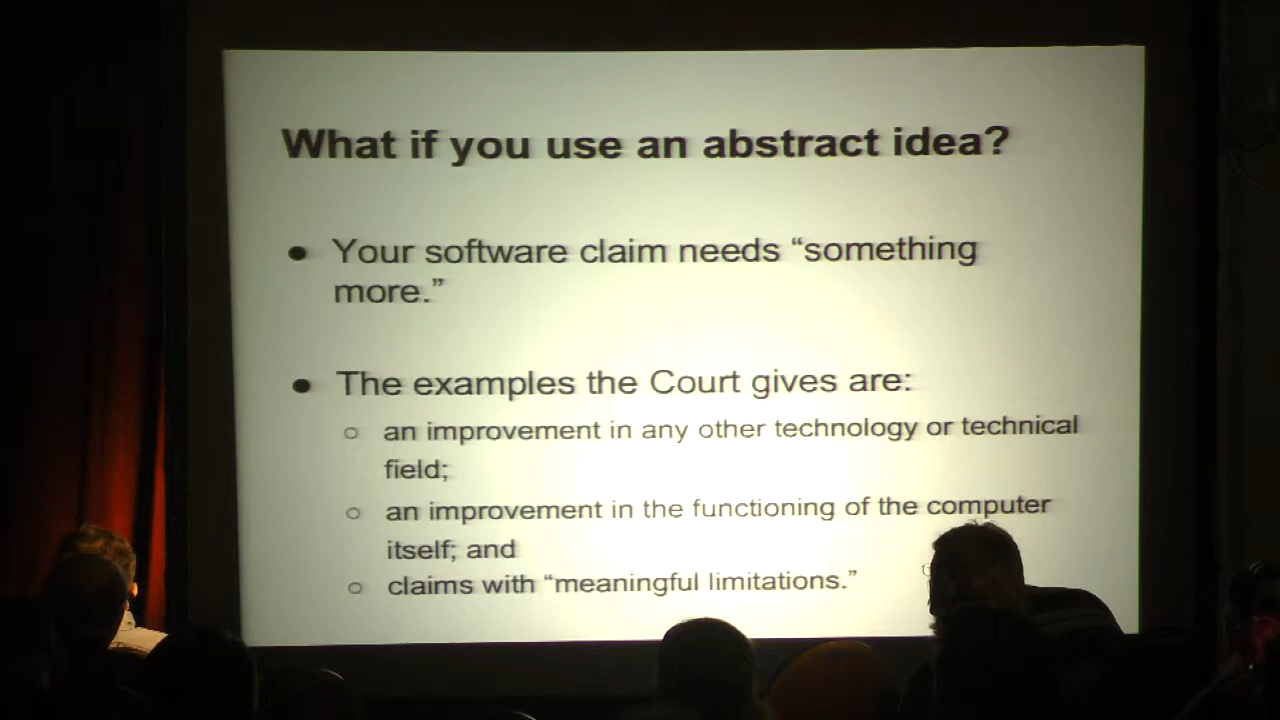 What if you use an abstract idea?
● Your software claim needs “something
more.”
● The examples the Court gives are:
○ an improvement in any other technology or technical
field;
○ an improvement in the functioning of the computer
itself; and
○ claims with “meaningful limitations.”